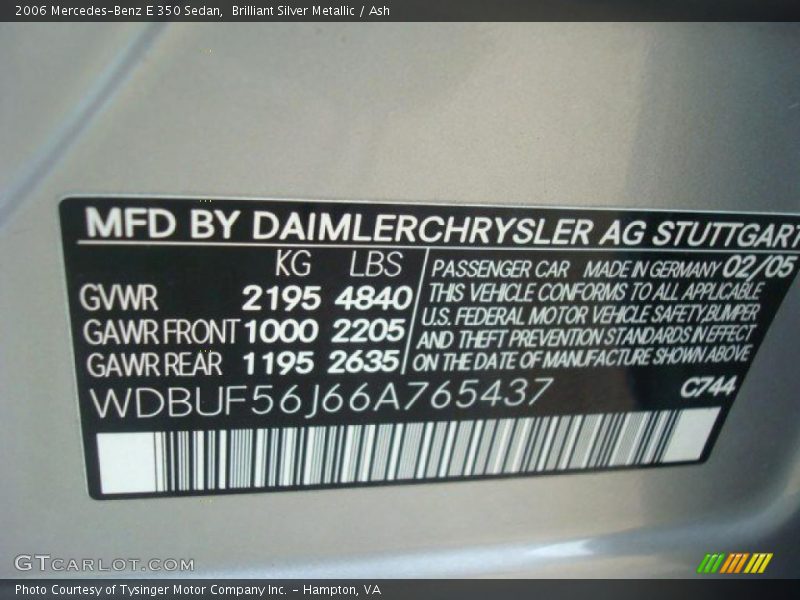 2006 Mercedes-Benz E 350 Sedan, Brilliant Silver Metallic / Ash
MFD BY DAIMLERCHRYSLER AG STUTTGART
KG LBS
GVWR 2195 4840
GAWR FRONT 1000 2205
GAWR REAR 1195 2635
PASSENGER CAR MADE IN GERMANY 02/05
THIS VEHICLE CONFORMS TO ALL APPLICABLE
U.S. FEDERAL MOTOR VEHICLE SAFETY,BUMPER
AND THEFT PREVENTION STANDARDS IN EFFECT
ON THE DATE OF MANUFACTURE SHOWN ABOVE
WDBUF56J66A765437 C744
GTCARLOT.COM
Photo Courtesy of Tysinger Motor Company Inc. - Hampton, VA